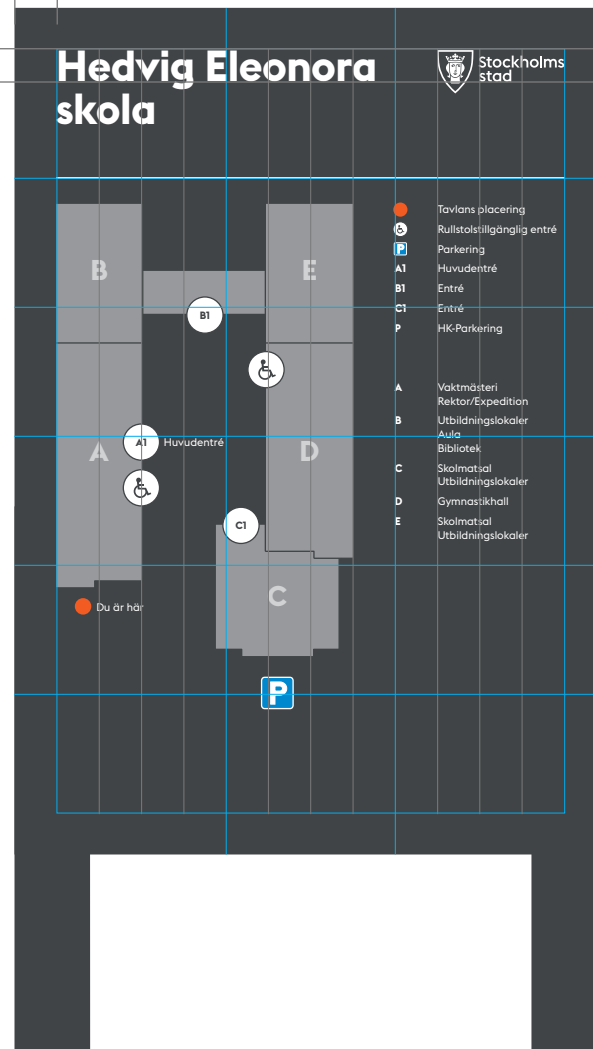 Hedvig Eleonora
skola
Stockholms
stad
B
E
B1
A
A1
Huvudentré
D
C1
C
Du är här
P
Tavlans placering
Rullstolstillgänglig entré
P Parkering
A1 Huvudentré
B1 Entré
C1 Entré
P HK-Parkering
A Vaktmästeri
Rektor/Expedition
B Utbildningslokaler
Aula
Bibliotek
C Skolmatsal
Utbildningslokaler
D Gymnastikhall
E Skolmatsal
Utbildningslokaler